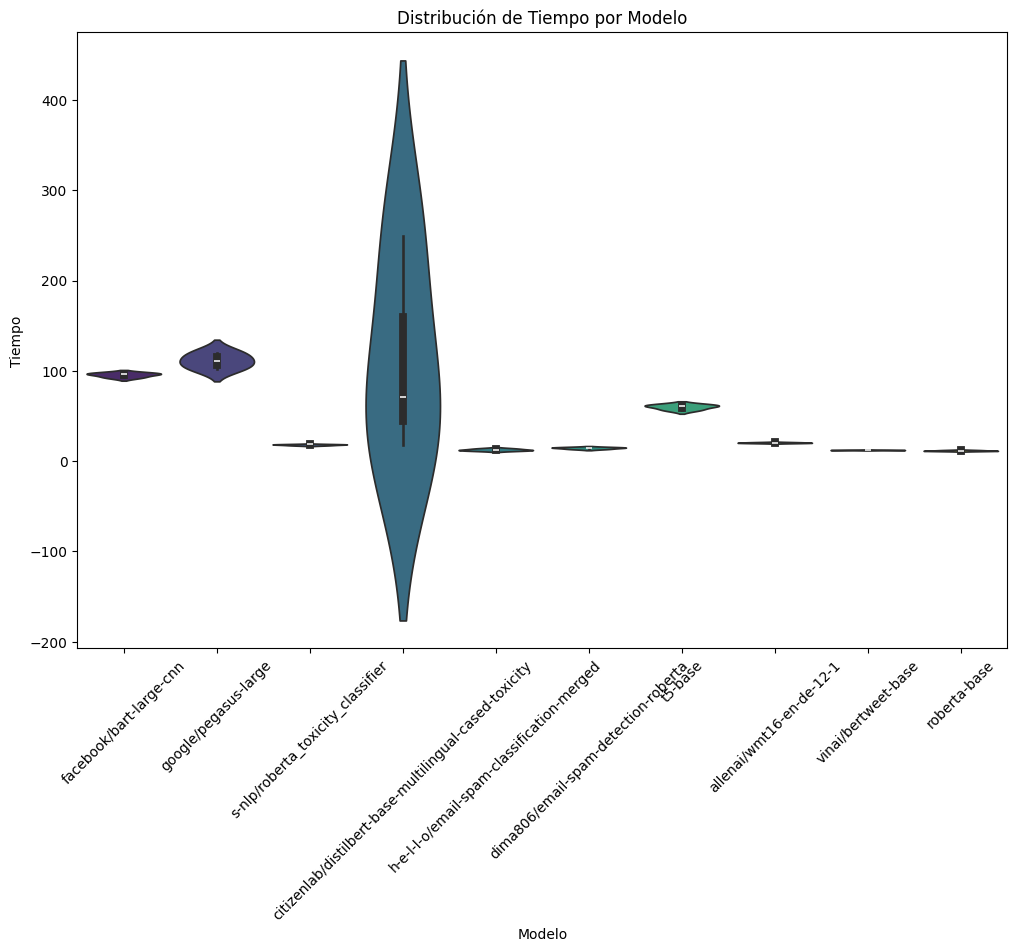 Distribución de Tiempo por Modelo
Tiempo
400
300
200
100
0
−100
−200
facebook/bart-large-cnn
google/pegasus-large
s-nlp/roberta_toxicity_classifier
citizenlab/distilbert-base-multilingual-cased-toxicity
h-e-l-l-o/email-spam-classification-merged
dima806/email-spam-detection-roberta
t5-base
allenai/wmt16-en-de-12-1
vinai/bertweet-base
roberta-base
Modelo